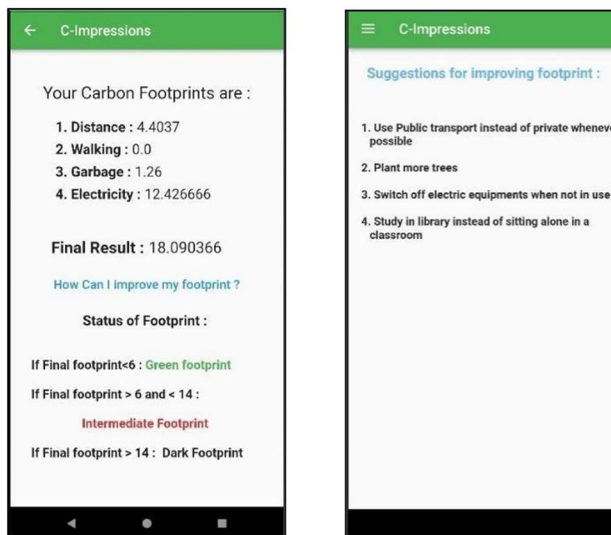 C-Impressions
Your Carbon Footprints are :
1. Distance : 4.4037
2. Walking : 0.0
3. Garbage : 1.26
4. Electricity : 12.426666
Final Result : 18.090366
How Can I improve my footprint ?
Status of Footprint :
If Final footprint<6 : Green footprint
If Final footprint > 6 and < 14 :
Intermediate Footprint
If Final footprint > 14 : Dark Footprint
C-Impressions
Suggestions for improving footprint :
1. Use Public transport instead of private
possible
2. Plant more trees
3. Switch off electric equipments when not in use
4. Study in library instead of sitting alone in a
classroom